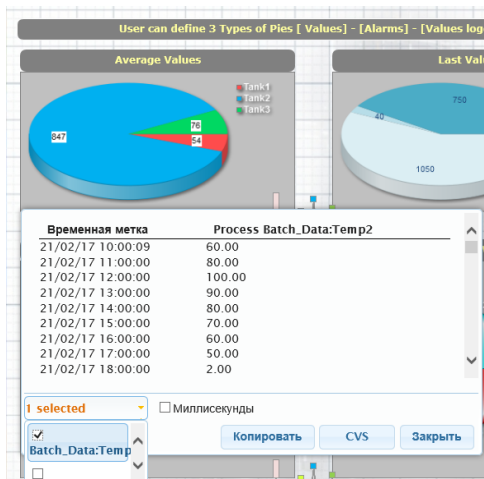 User can define 3 Types of Pies [ Values] - [Alarms] - [Values log
Average Values
Last Val
Tank1
Tank2
Tank3
847
76
54
750
40
1050
Временная метка Process Batch_Data:Temp2
21/02/17 10:00:09 60.00
21/02/17 11:00:00 80.00
21/02/17 12:00:00 100.00
21/02/17 13:00:00 90.00
21/02/17 14:00:00 80.00
21/02/17 15:00:00 70.00
21/02/17 16:00:00 60.00
21/02/17 17:00:00 50.00
21/02/17 18:00:00 2.00
1 selected
Миллисекунды
Batch_Data:Temp
Копировать CVS Закрыть